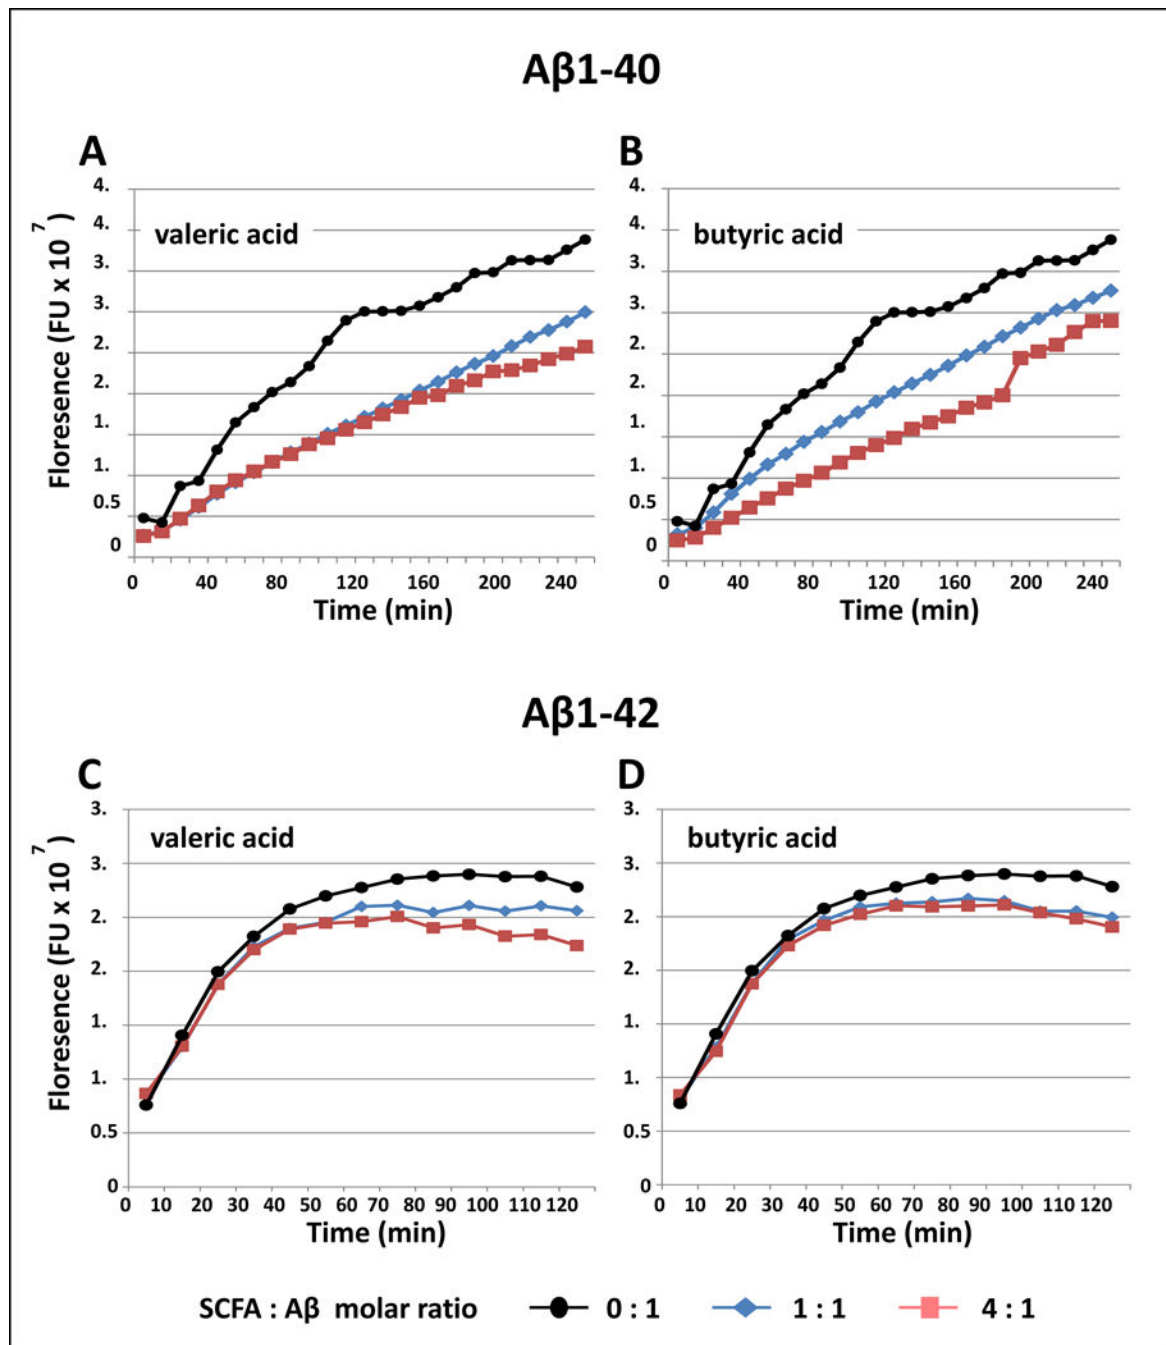 Aβ1-40
A
B
4.
4.
3.
3.
2.
2.
1.
1.
0.5
0
Floresence (FU x 10⁷)
valeric acid
0 40 80 120 160 200 240
Time (min)
4.
4.
3.
3.
2.
2.
1.
1.
0.5
0
butyric acid
0 40 80 120 160 200 240
Time (min)
Aβ1-42
C
D
3.
3.
2.
2.
1.
1.
0.5
0
Floresence (FU x 10⁷)
valeric acid
0 10 20 30 40 50 60 70 80 90 100 110 120
Time (min)
3.
3.
2.
2.
1.
1.
0.5
0
butyric acid
0 10 20 30 40 50 60 70 80 90 100 110 120
Time (min)
SCFA : Aβ molar ratio 0 : 1 1 : 1 4 : 1